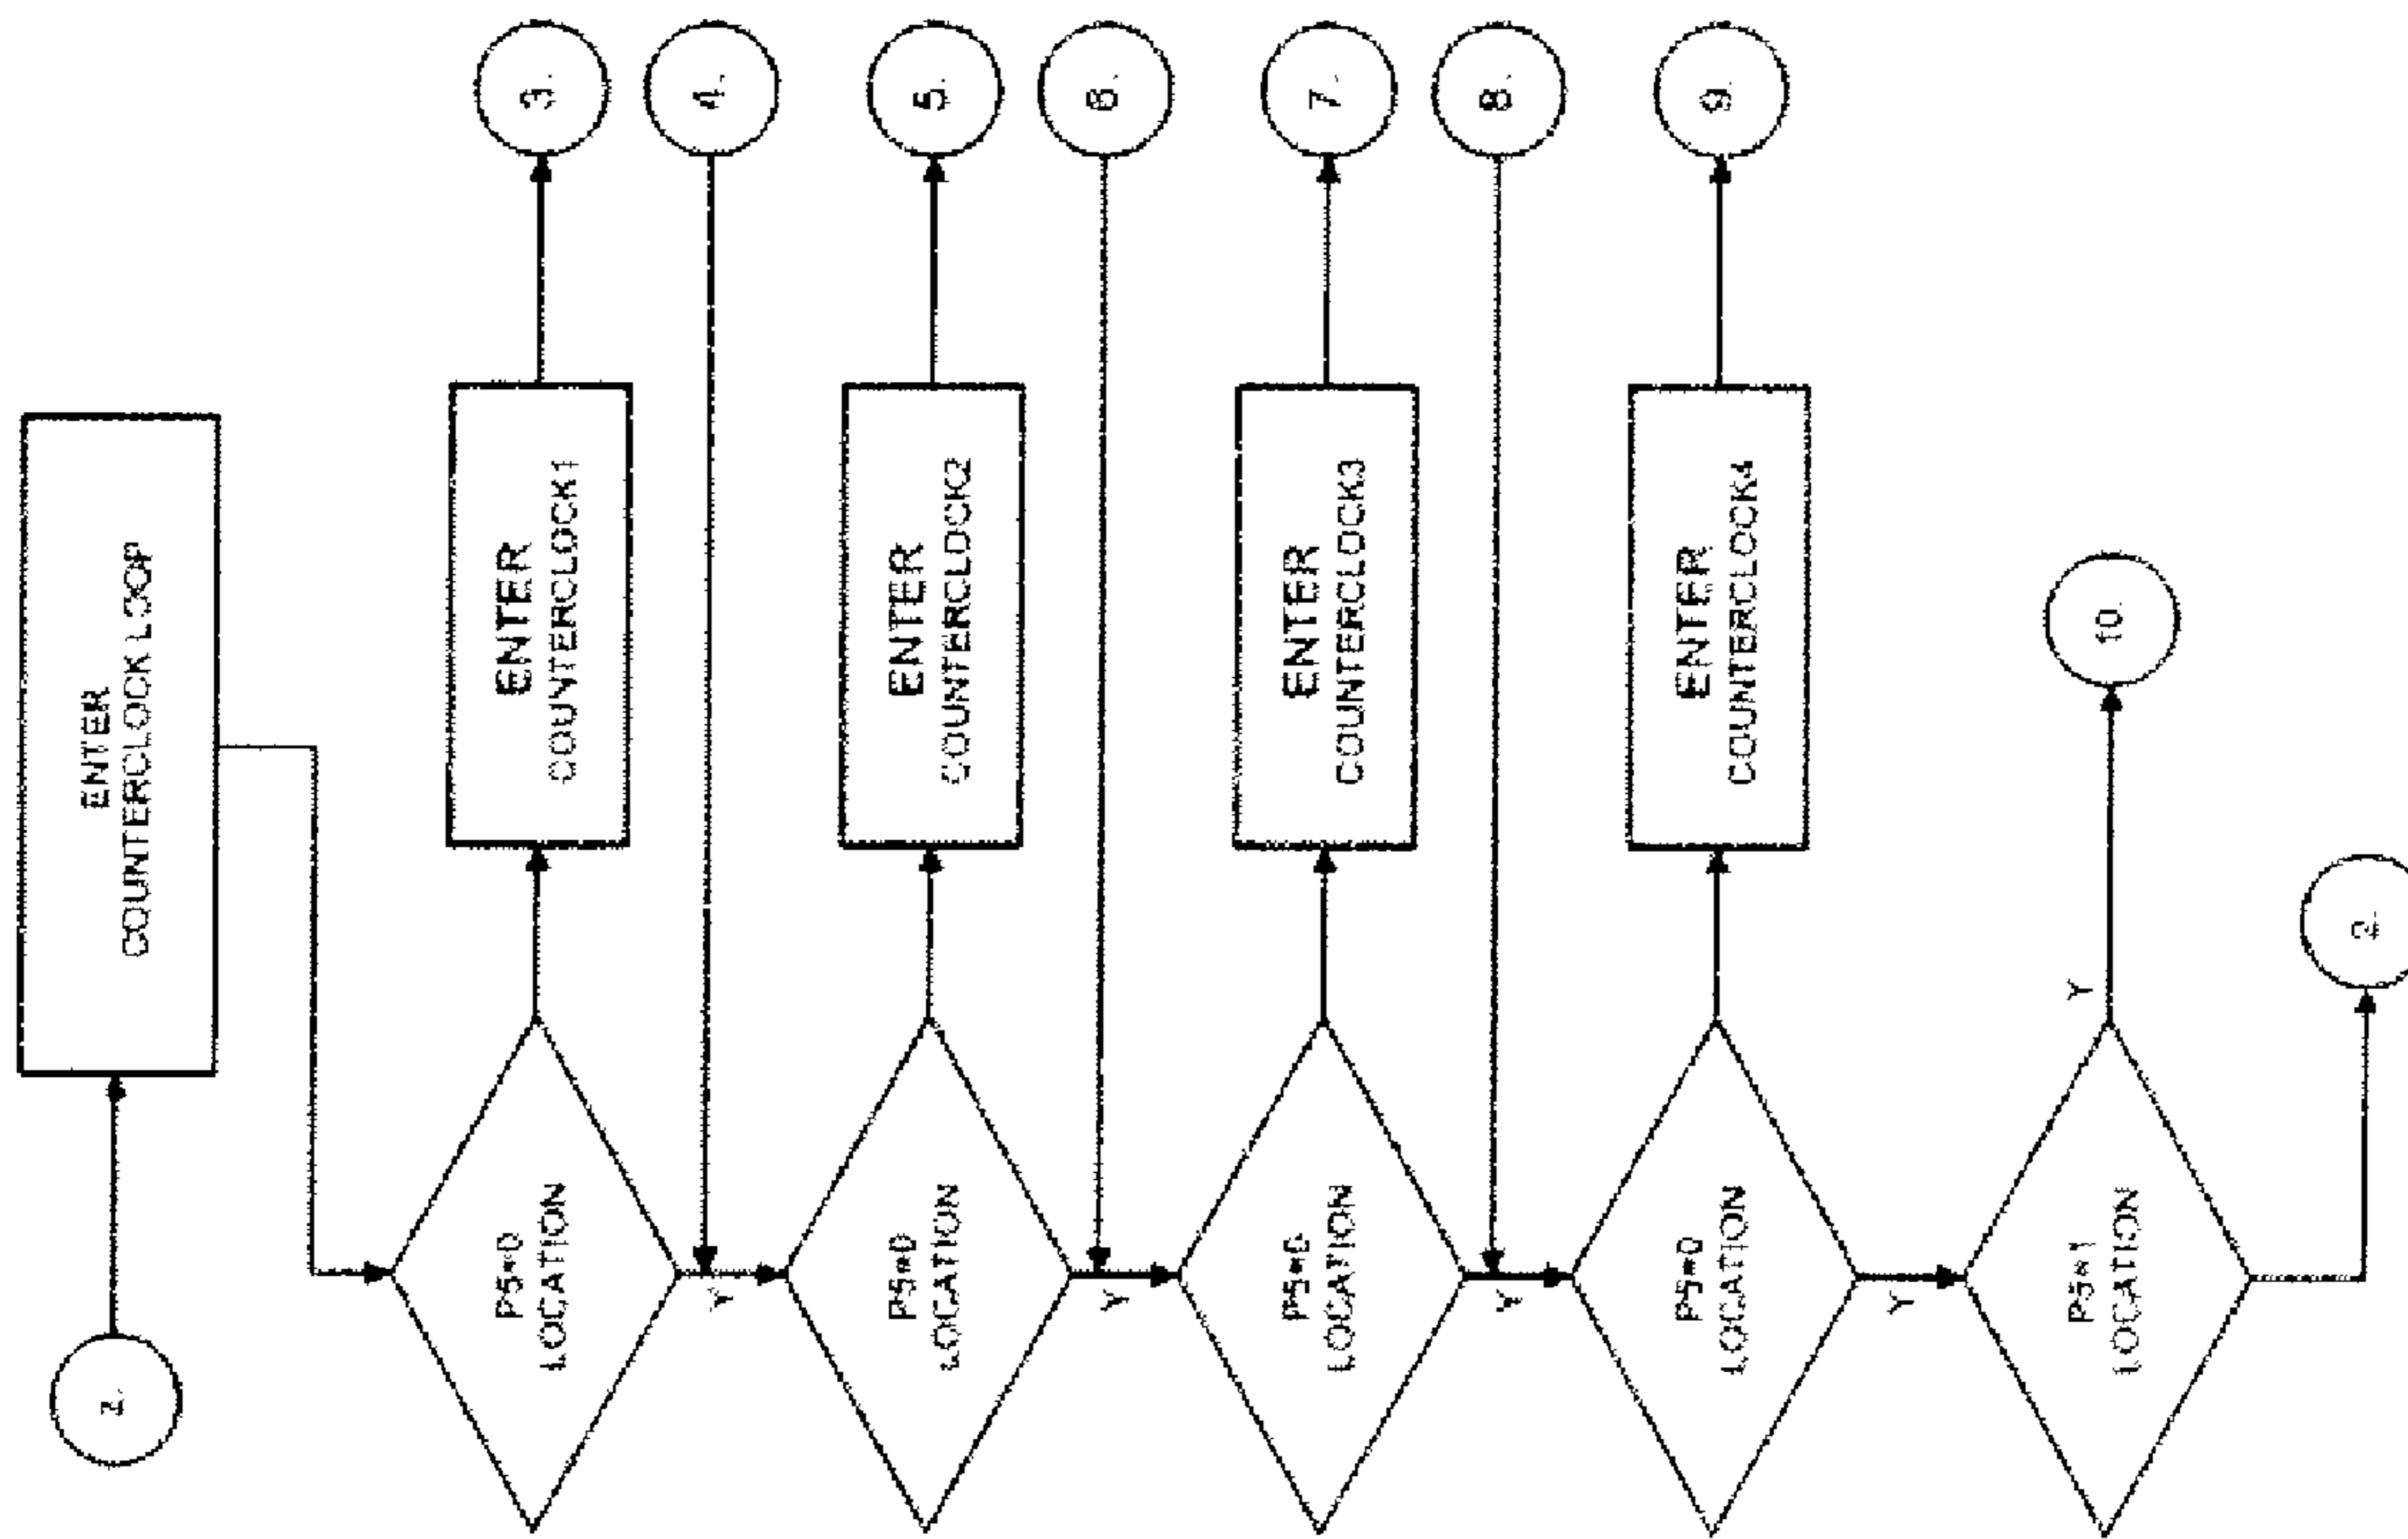 2.
ENTER
COUNTERCLOCK LOOP
P5=0
LOCATION
ENTER
COUNTERCLOCK1
3.
4.
Y
P5=0
LOCATION
ENTER
COUNTERCLOCK2
5.
6.
Y
P5=0
LOCATION
ENTER
COUNTERCLOCK3
7.
8.
Y
P5=0
LOCATION
ENTER
COUNTERCLOCK4
9.
Y
P5=1
LOCATION
Y
10.
2.